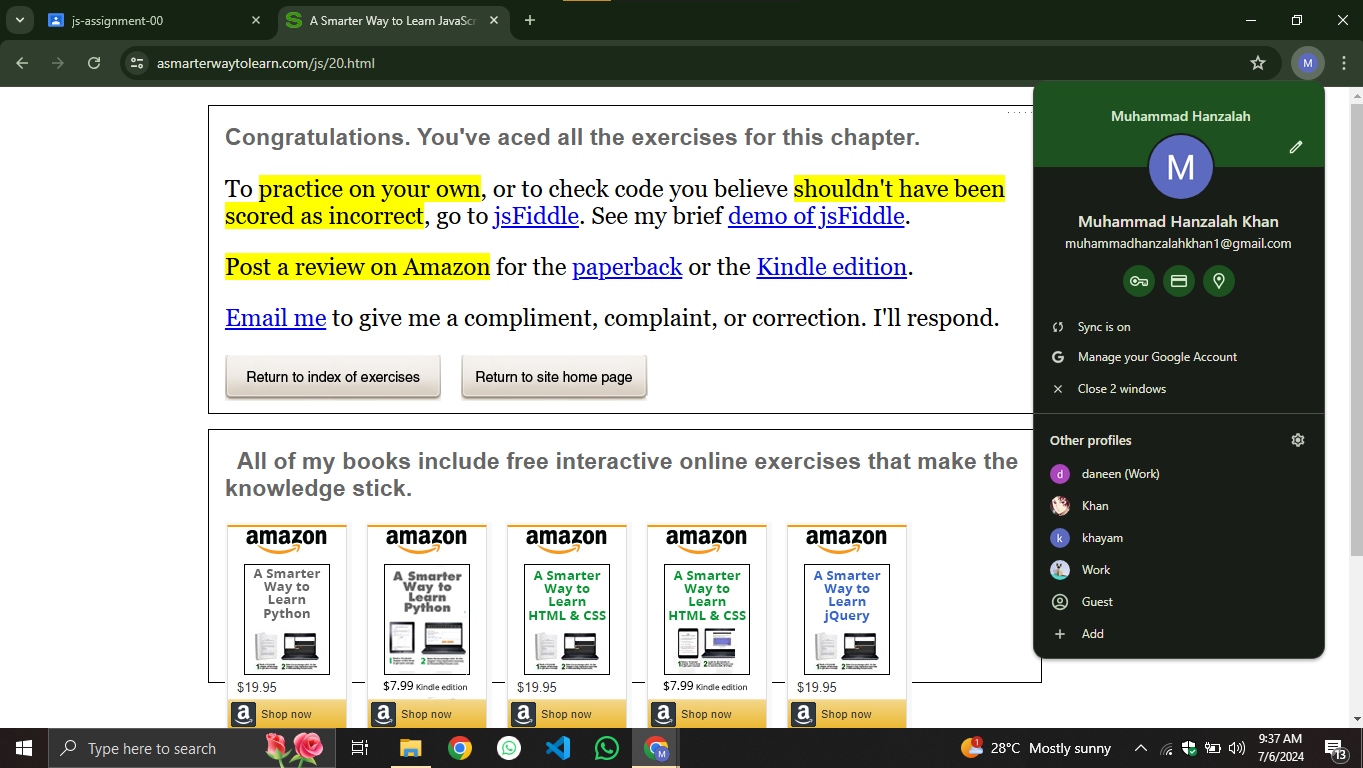 js-assignment-00
A Smarter Way to Learn JavaScr
asmarterwaytolearn.com/js/20.html
M
Congratulations. You've aced all the exercises for this chapter.
To practice on your own, or to check code you believe shouldn't have been
scored as incorrect, go to jsFiddle. See my brief demo of jsFiddle.
Post a review on Amazon for the paperback or the Kindle edition.
Email me to give me a compliment, complaint, or correction. I'll respond.
Return to index of exercises
Return to site home page
All of my books include free interactive online exercises that make the
knowledge stick.
amazon
A Smarter
Way to
Learn
Python
$19.95
Shop now
amazon
A Smarter
Way to
Learn
Python
$7.99 Kindle edition
Shop now
amazon
A Smarter
Way to
Learn
HTML & CSS
$19.95
Shop now
amazon
A Smarter
Way to
Learn
HTML & CSS
$7.99 Kindle edition
Shop now
amazon
A Smarter
Way to
Learn
jQuery
$19.95
Shop now
Muhammad Hanzalah
M
Muhammad Hanzalah Khan
muhammadhanzalahkhan1@gmail.com
Sync is on
Manage your Google Account
Close 2 windows
Other profiles
d
daneen (Work)
Khan
k
khayam
Work
Guest
Add
Type here to search
M
1
28°C Mostly sunny
9:37 AM
7/6/2024
13